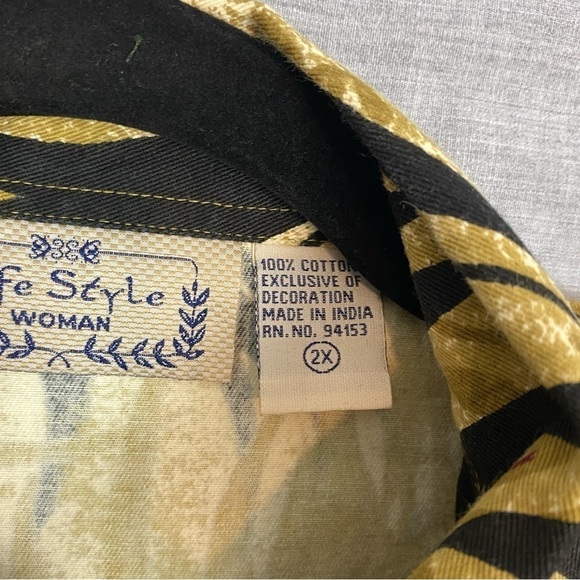 fe Style
WOMAN
100% COTTON
EXCLUSIVE OF
DECORATION
MADE IN INDIA
RN. NO. 94153
2X